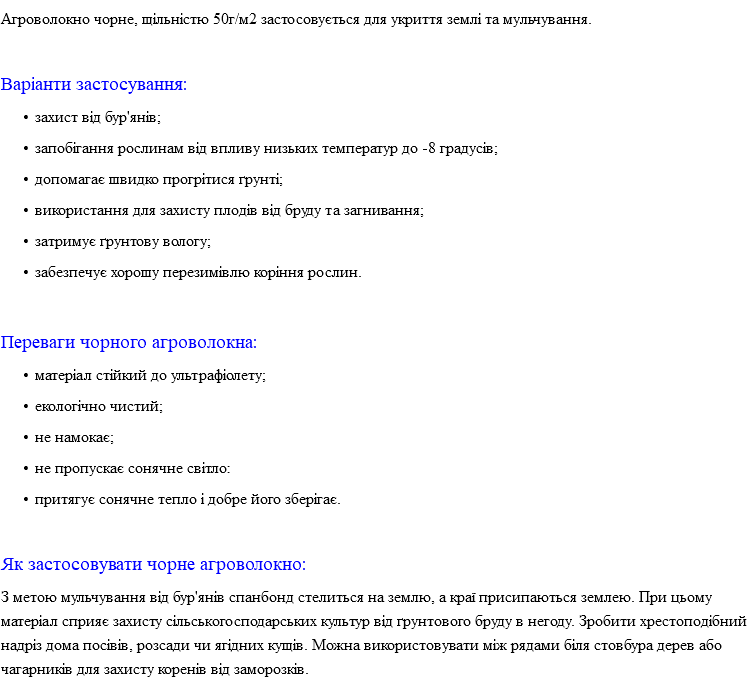 Агроволокно чорне, щільністю 50г/м2 застосовується для укриття землі та мульчування.
Варіанти застосування:
• захист від бур'янів;
• запобігання рослинам від впливу низьких температур до -8 градусів;
• допомагає швидко прогрітися ґрунті;
• використання для захисту плодів від бруду та загнивання;
• затримує ґрунтову вологу;
• забезпечує хорошу перезимівлю коріння рослин.
Переваги чорного агроволокна:
• матеріал стійкий до ультрафіолету;
• екологічно чистий;
• не намокає;
• не пропускає сонячне світло:
• притягує сонячне тепло і добре його зберігає.
Як застосовувати чорне агроволокно:
З метою мульчування від бур'янів спанбонд стелиться на землю, а краї присипаються землею. При цьому
матеріал сприяє захисту сільськогосподарських культур від ґрунтового бруду в негоду. Зробити хрестоподібний
надріз дома посівів, розсади чи ягідних кущів. Можна використовувати між рядами біля стовбура дерев або
чагарників для захисту коренів від заморозків.